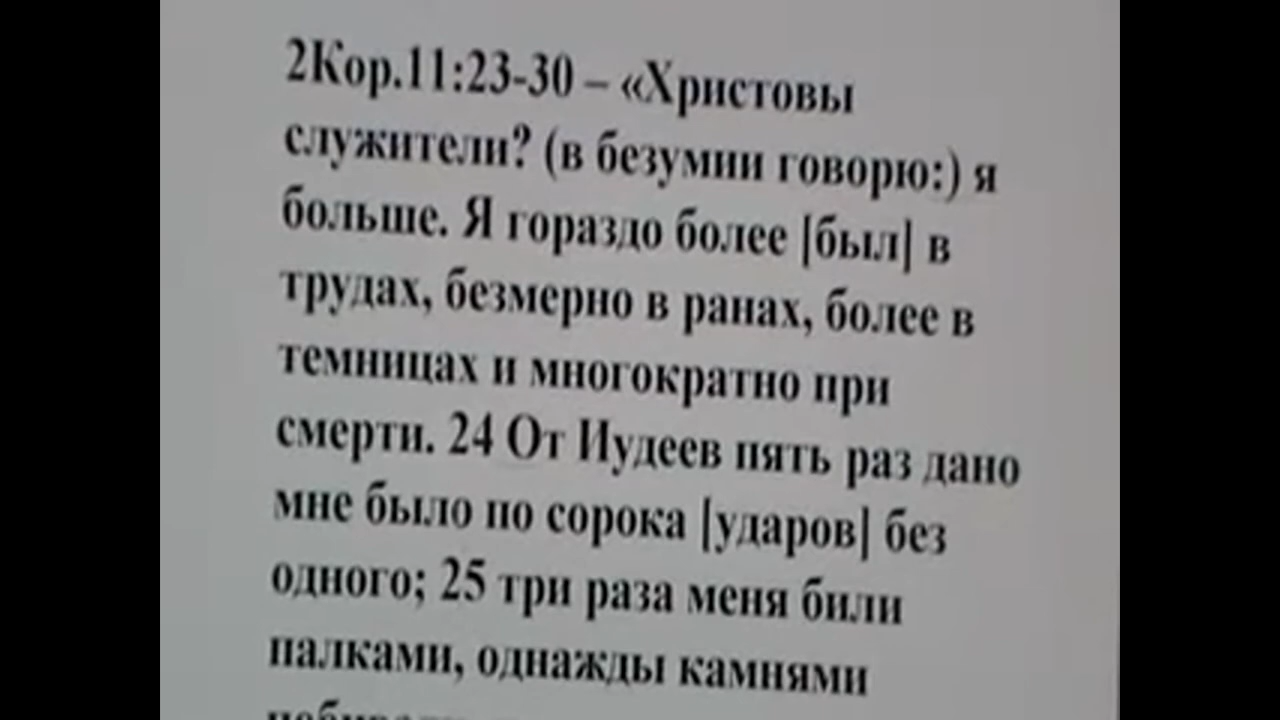 2Кор.11:23-30 – «Христовы
служители? (в безумии говорю:) я
больше. Я гораздо более [был] в
трудах, безмерно в ранах, более в
темницах и многократно при
смерти. 24 От Иудеев пять раз дано
мне было по сорока [ударов] без
одного; 25 три раза меня били
палками, однажды камнями